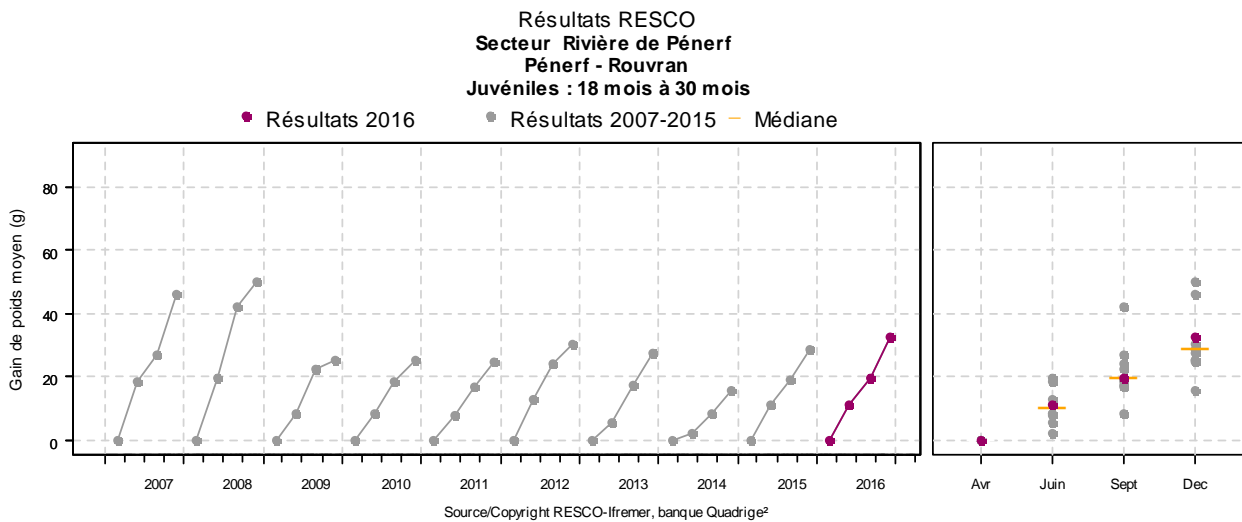 Résultats RESCO
Secteur Rivière de Pénerf
Pénerf - Rouvran
Juvéniles : 18 mois à 30 mois
Résultats 2016 Résultats 2007-2015 Médiane
Gain de poids moyen (g)
80
60
40
20
0
2007 2008 2009 2010 2011 2012 2013 2014 2015 2016
Avr Juin Sept Dec
Source/Copyright RESCO-Ifremer, banque Quadrige²